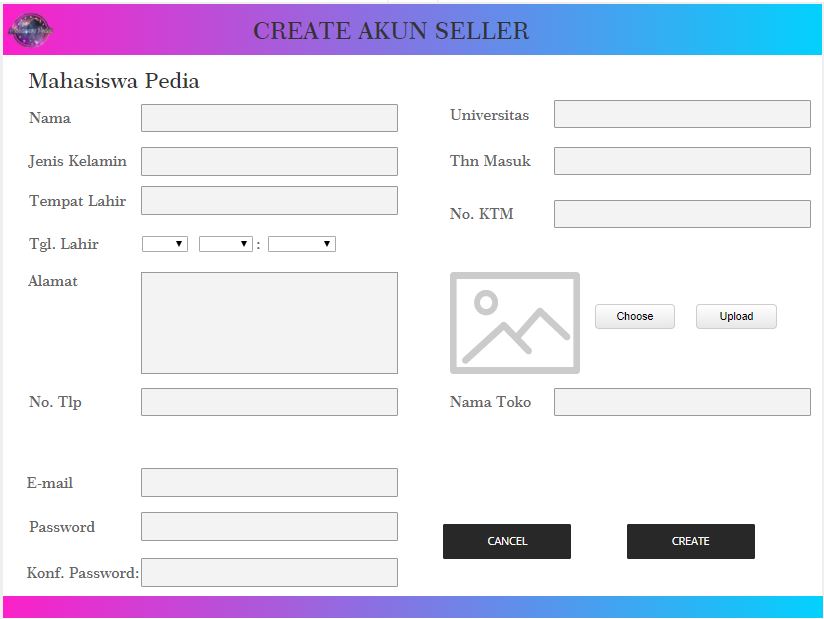 CREATE AKUN SELLER
Mahasiswa Pedia
Nama
Jenis Kelamin
Tempat Lahir
Tgl. Lahir
:
Alamat
No. Tlp
E-mail
Password
Konf. Password:
Universitas
Thn Masuk
No. KTM
Choose
Upload
Nama Toko
CANCEL
CREATE